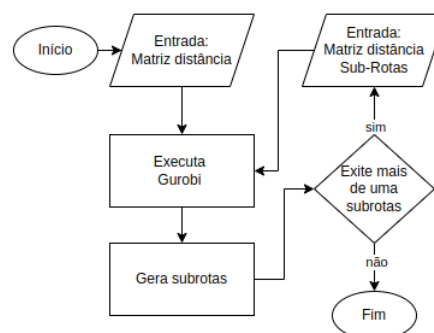 Início
Entrada:
Matriz distância
Entrada:
Matriz distância
Sub-Rotas
Executa
Gurobi
sim
Exite mais
de uma
subrotas
Gera subrotas
não
Fim